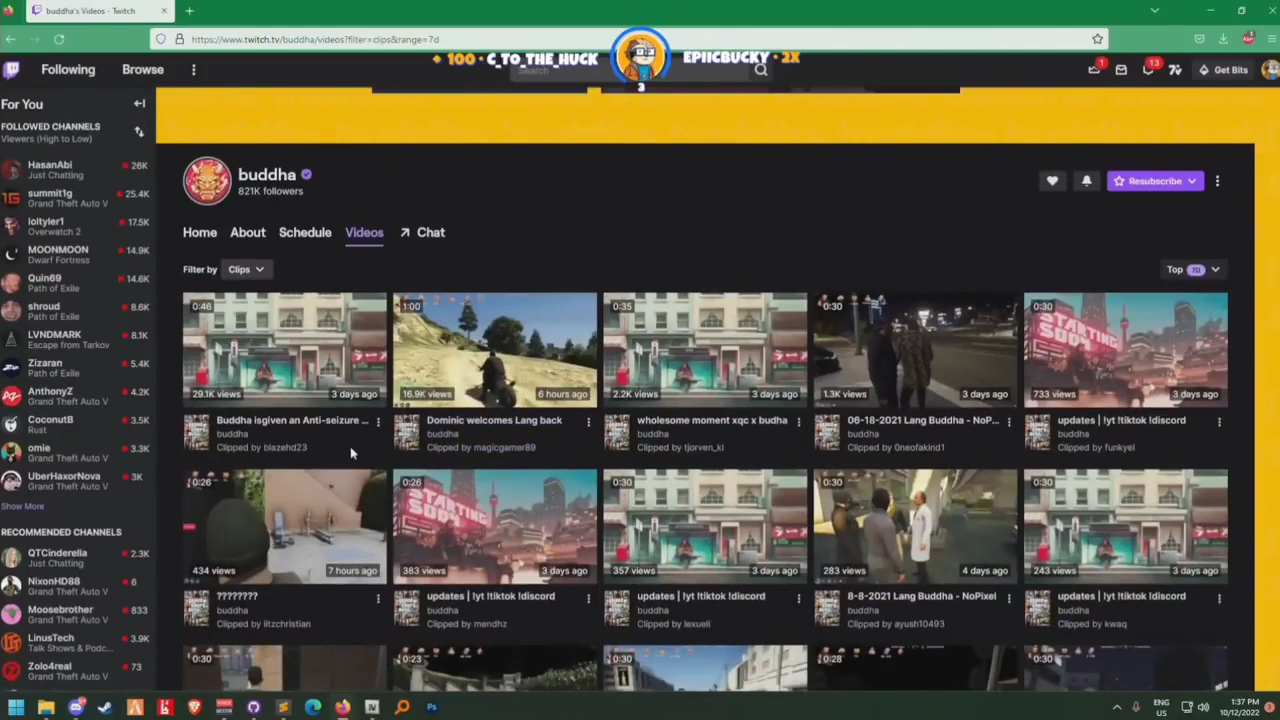 buddha's Videos - Twitch
https://www.twitch.tv/buddha/videos?filter=clips&range=7d
100 · C_TO_THE_HUCK
EPIICBUCKY · 2X
3
Following
Browse
Search
1
13
Get Bits
For You
FOLLOWED CHANNELS
Viewers (High to Low)
HasanAbi
26K
Just Chatting
summit1g
25.4K
Grand Theft Auto V
loltyler1
17.5K
Overwatch 2
MOONMOON
14.9K
Dwarf Fortress
Quin69
14.6K
Path of Exile
shroud
8.6K
Path of Exile
LVNDMARK
8.1K
Escape from Tarkov
Zizaran
5.4K
Path of Exile
AnthonyZ
4.2K
Grand Theft Auto V
CoconutB
3.5K
Rust
omie
3.3K
Grand Theft Auto V
UberHaxorNova
3K
Grand Theft Auto V
Show More
RECOMMENDED CHANNELS
QTCinderella
2.3K
Just Chatting
NixonHD88
6
Grand Theft Auto V
Moosebrother
833
Grand Theft Auto V
LinusTech
3.9K
Talk Shows & Podc...
Zolo4real
73
Grand Theft Auto V
buddha
821K followers
Resubscribe
Home
About
Schedule
Videos
Chat
Filter by
Clips
Top
7D
0:46
29.1K views
3 days ago
Buddha isgiven an Anti-seizure ...
buddha
Clipped by blazehd23
1:00
16.9K views
6 hours ago
Dominic welcomes Lang back
buddha
Clipped by magicgamer89
0:35
2.2K views
3 days ago
wholesome moment xqc x budha
buddha
Clipped by tjorven_kl
0:30
1.3K views
3 days ago
06-18-2021 Lang Buddha - NoP...
buddha
Clipped by 0neofakind1
0:30
STARTING
SOON
733 views
3 days ago
updates | !yt !tiktok !discord
buddha
Clipped by funkyel
0:26
434 views
7 hours ago
????????
buddha
Clipped by iitzchristian
0:26
STARTING
SOON
383 views
3 days ago
updates | !yt !tiktok !discord
buddha
Clipped by mendhz
0:30
357 views
3 days ago
updates | !yt !tiktok !discord
buddha
Clipped by lexueli
0:30
283 views
4 days ago
8-8-2021 Lang Buddha - NoPixel
buddha
Clipped by ayush10493
0:30
243 views
3 days ago
updates | !yt !tiktok !discord
buddha
Clipped by kwaq
0:30
0:23
0:30
0:28
0:30
ENG
US
1:37 PM
10/12/2022